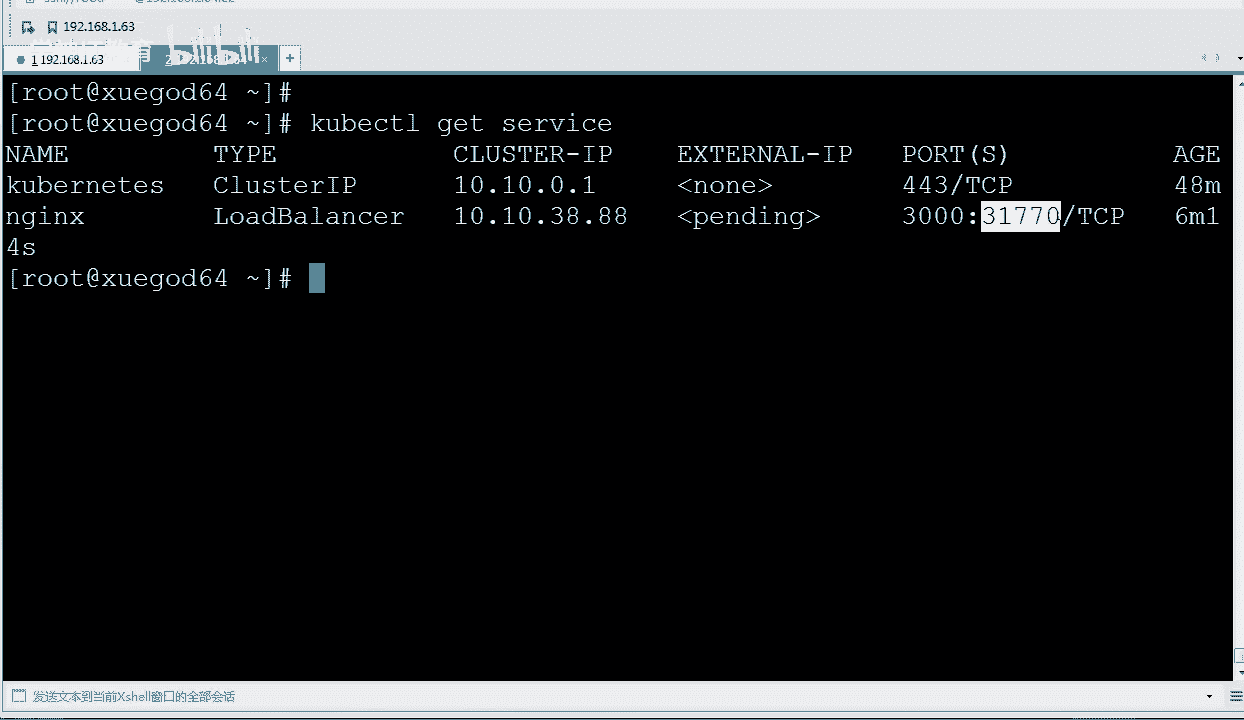 192.168.1.63
1 192.168.1.63
bilibili
[root@xuegod64 ~]#
[root@xuegod64 ~]# kubectl get service
NAME TYPE CLUSTER-IP EXTERNAL-IP PORT(S) AGE
kubernetes ClusterIP 10.10.0.1 <none> 443/TCP 48m
nginx LoadBalancer 10.10.38.88 <pending> 3000:31770/TCP 6m1
4s
[root@xuegod64 ~]#
发送文本到当前Xshell窗口的全部会话